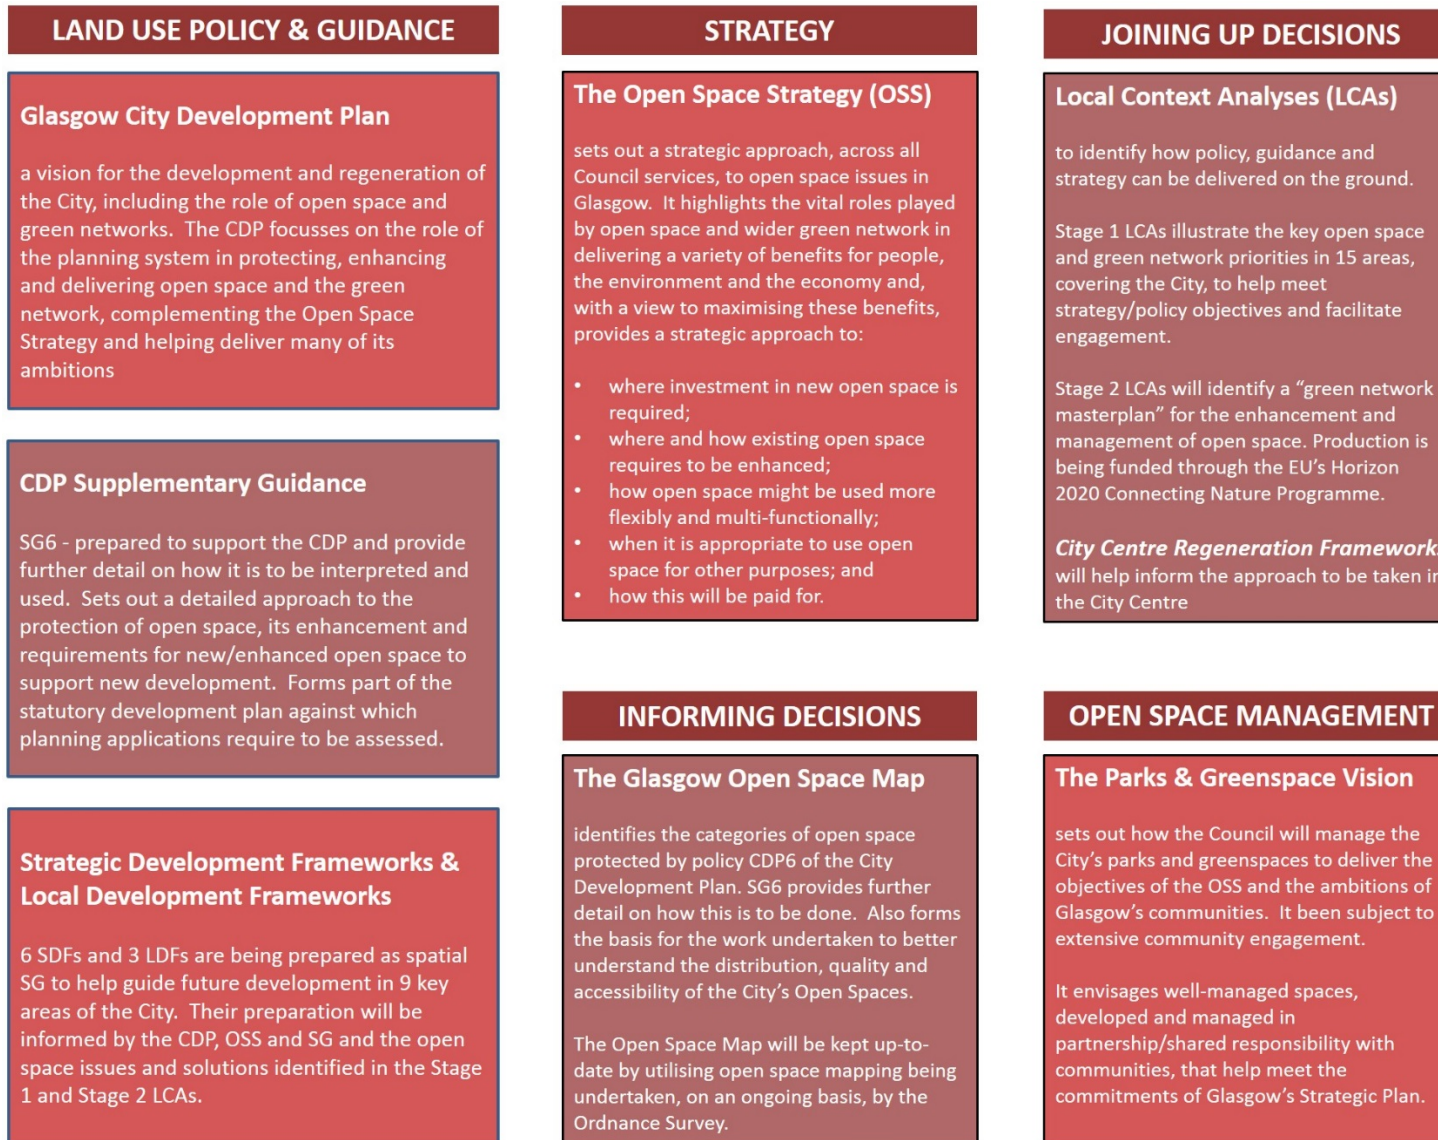 LAND USE POLICY & GUIDANCE
Glasgow City Development Plan
a vision for the development and regeneration of
the City, including the role of open space and
green networks.  The CDP focusses on the role of
the planning system in protecting, enhancing
and delivering open space and the green
network, complementing the Open Space
Strategy and helping deliver many of its
ambitions
CDP Supplementary Guidance
SG6 - prepared to support the CDP and provide
further detail on how it is to be interpreted and
used.  Sets out a detailed approach to the
protection of open space, its enhancement and
requirements for new/enhanced open space to
support new development.  Forms part of the
statutory development plan against which
planning applications require to be assessed.
Strategic Development Frameworks &
Local Development Frameworks
6 SDFs and 3 LDFs are being prepared as spatial
SG to help guide future development in 9 key
areas of the City.  Their preparation will be
informed by the CDP, OSS and SG and the open
space issues and solutions identified in the Stage
1 and Stage 2 LCAs.
STRATEGY
The Open Space Strategy (OSS)
sets out a strategic approach, across all
Council services, to open space issues in
Glasgow.  It highlights the vital roles played
by open space and wider green network in
delivering a variety of benefits for people,
the environment and the economy and,
with a view to maximising these benefits,
provides a strategic approach to:
• where investment in new open space is
required;
• where and how existing open space
requires to be enhanced;
• how open space might be used more
flexibly and multi-functionally;
• when it is appropriate to use open
space for other purposes; and
• how this will be paid for.
INFORMING DECISIONS
The Glasgow Open Space Map
identifies the categories of open space
protected by policy CDP6 of the City
Development Plan. SG6 provides further
detail on how this is to be done.  Also forms
the basis for the work undertaken to better
understand the distribution, quality and
accessibility of the City's Open Spaces.
The Open Space Map will be kept up-to-
date by utilising open space mapping being
undertaken, on an ongoing basis, by the
Ordnance Survey.
JOINING UP DECISIONS
Local Context Analyses (LCAs)
to identify how policy, guidance and
strategy can be delivered on the ground.
Stage 1 LCAs illustrate the key open space
and green network priorities in 15 areas,
covering the City, to help meet
strategy/policy objectives and facilitate
engagement.
Stage 2 LCAs will identify a “green network
masterplan” for the enhancement and
management of open space. Production is
being funded through the EU's Horizon
2020 Connecting Nature Programme.
City Centre Regeneration
will help inform the approach to be taken
the City Centre
OPEN SPACE MANAGEMENT
The Parks & Greenspace Vision
sets out how the Council will manage the
City's parks and greenspaces to deliver the
objectives of the OSS and the ambitions of
Glasgow's communities.  It been subject to
extensive community engagement.
It envisages well-managed spaces,
developed and managed in
partnership/shared responsibility with
communities, that help meet the
commitments of Glasgow's Strategic Plan.